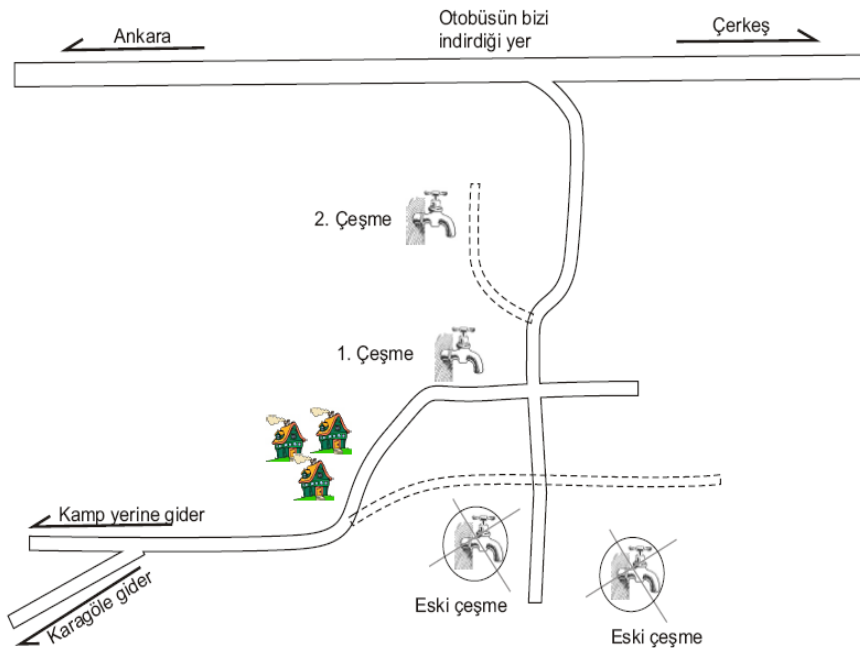 Ankara
Otobüsün bizi
indirdiği yer
Çerkeş
2. Çeşme
1. Çeşme
Kamp yerine gider
Karagöle gider
Eski çeşme
Eski çeşme